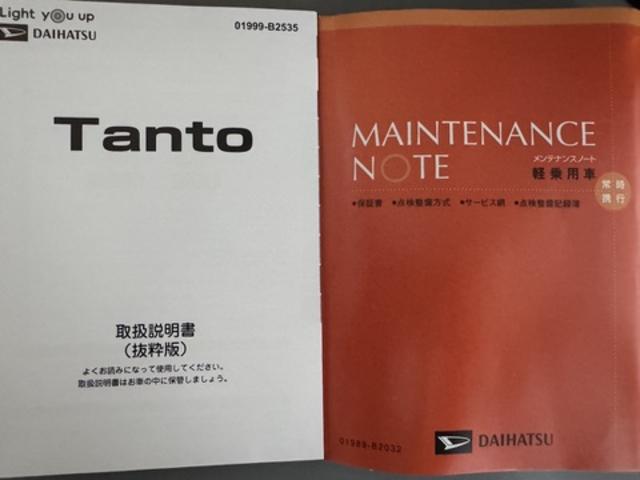 Light you up
DAIHATSU
01999-B2535
Tanto
取扱説明書
(抜粋版)
よくお読みになって使用してください。
取扱説明書はお車の中に保管しましょう。
MAINTENANCE
NOTE
メンテナンスノート
軽乗用車
常時
携行
●保証書 ●点検整備方式 ●サービス網 ●点検整備記録簿
01989-B2032
DAIHATSU